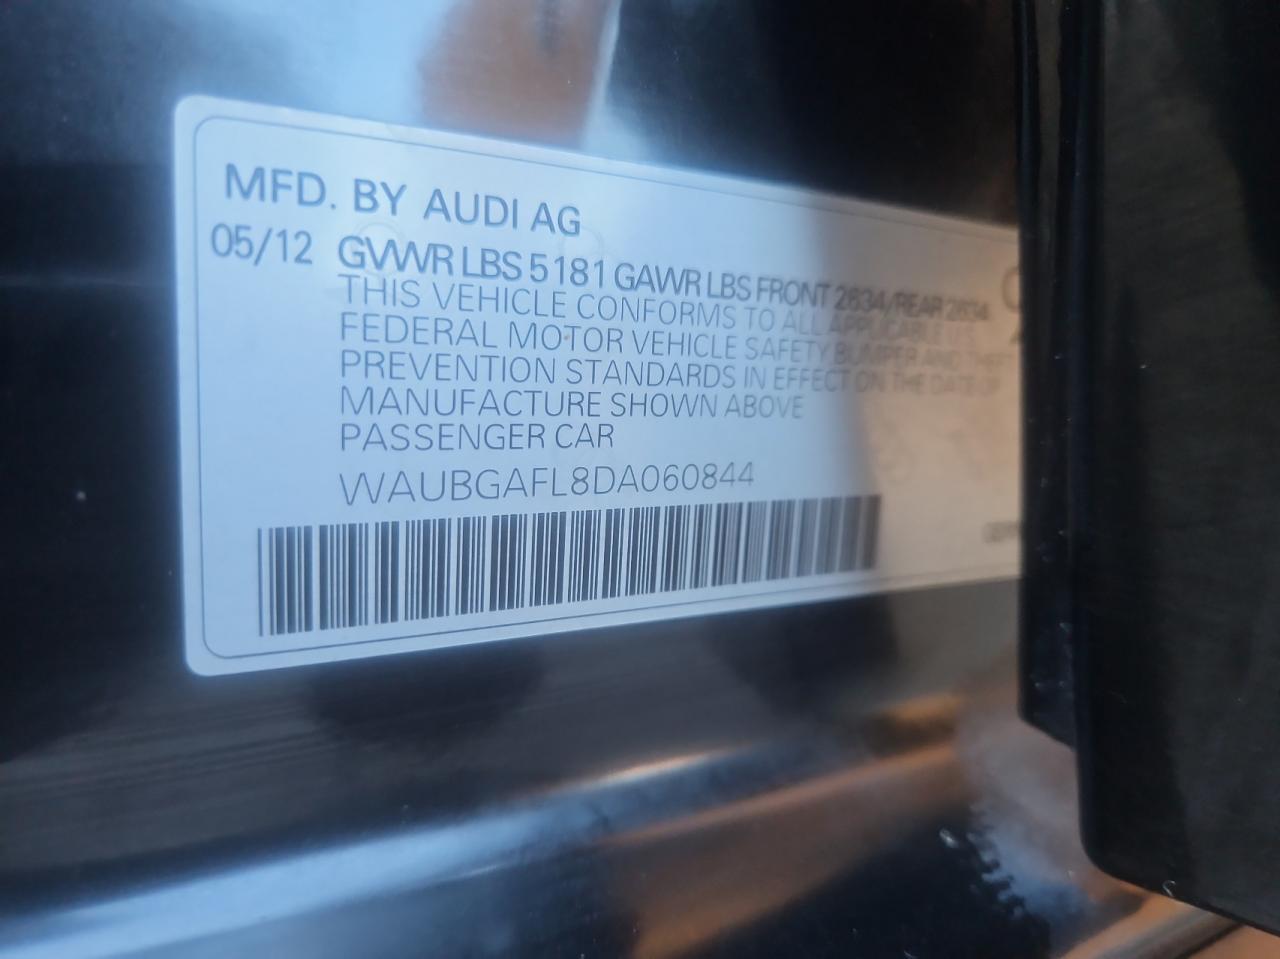 MFD. BY AUDI AG
05/12 GVWR LBS 5181 GAWR LBS FRONT 2834/REAR 2834
THIS VEHICLE CONFORMS TO ALL APPLICABLE U.S.
FEDERAL MOTOR VEHICLE SAFETY BUMPER AND THEFT
PREVENTION STANDARDS IN EFFECT ON THE DATE OF
MANUFACTURE SHOWN ABOVE
PASSENGER CAR
WAUBGAFL8DA060844